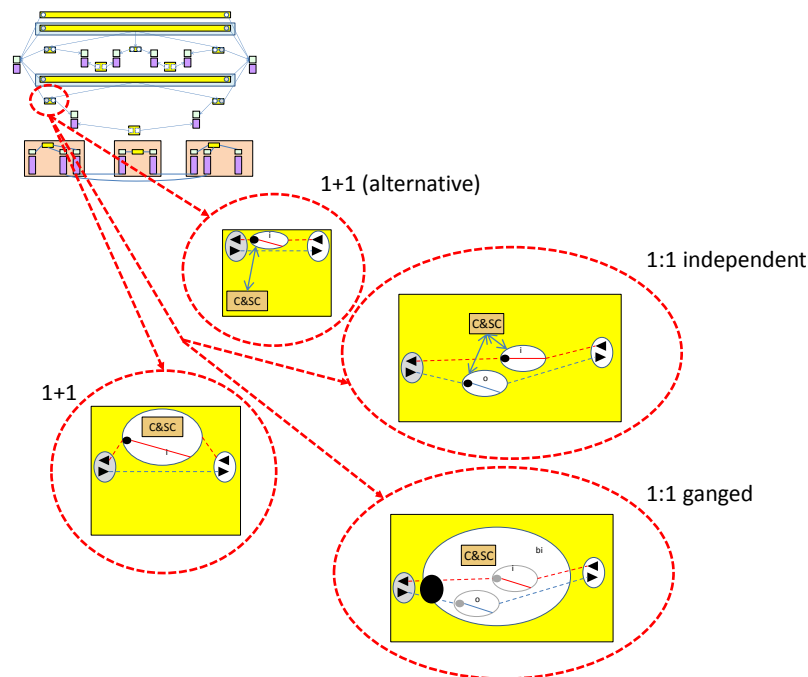 1+1 (alternative)
i
C&SC
1:1 independent
C&SC
i
o
1+1
C&SC
i
1:1 ganged
bi
C&SC
i
o